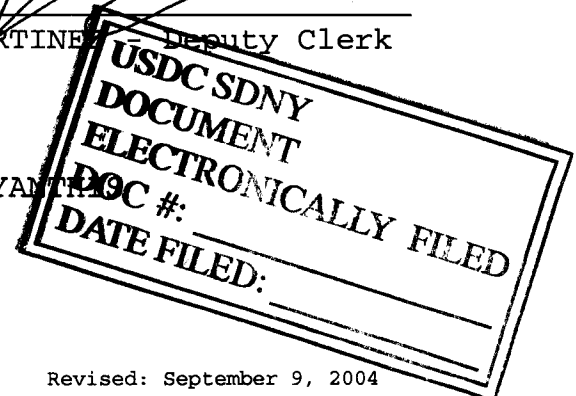 Deputy Clerk
USDC SDNY
DOCUMENT
ELECTRONICALLY FILED
DOC #:
DATE FILED:
Revised: September 9, 2004